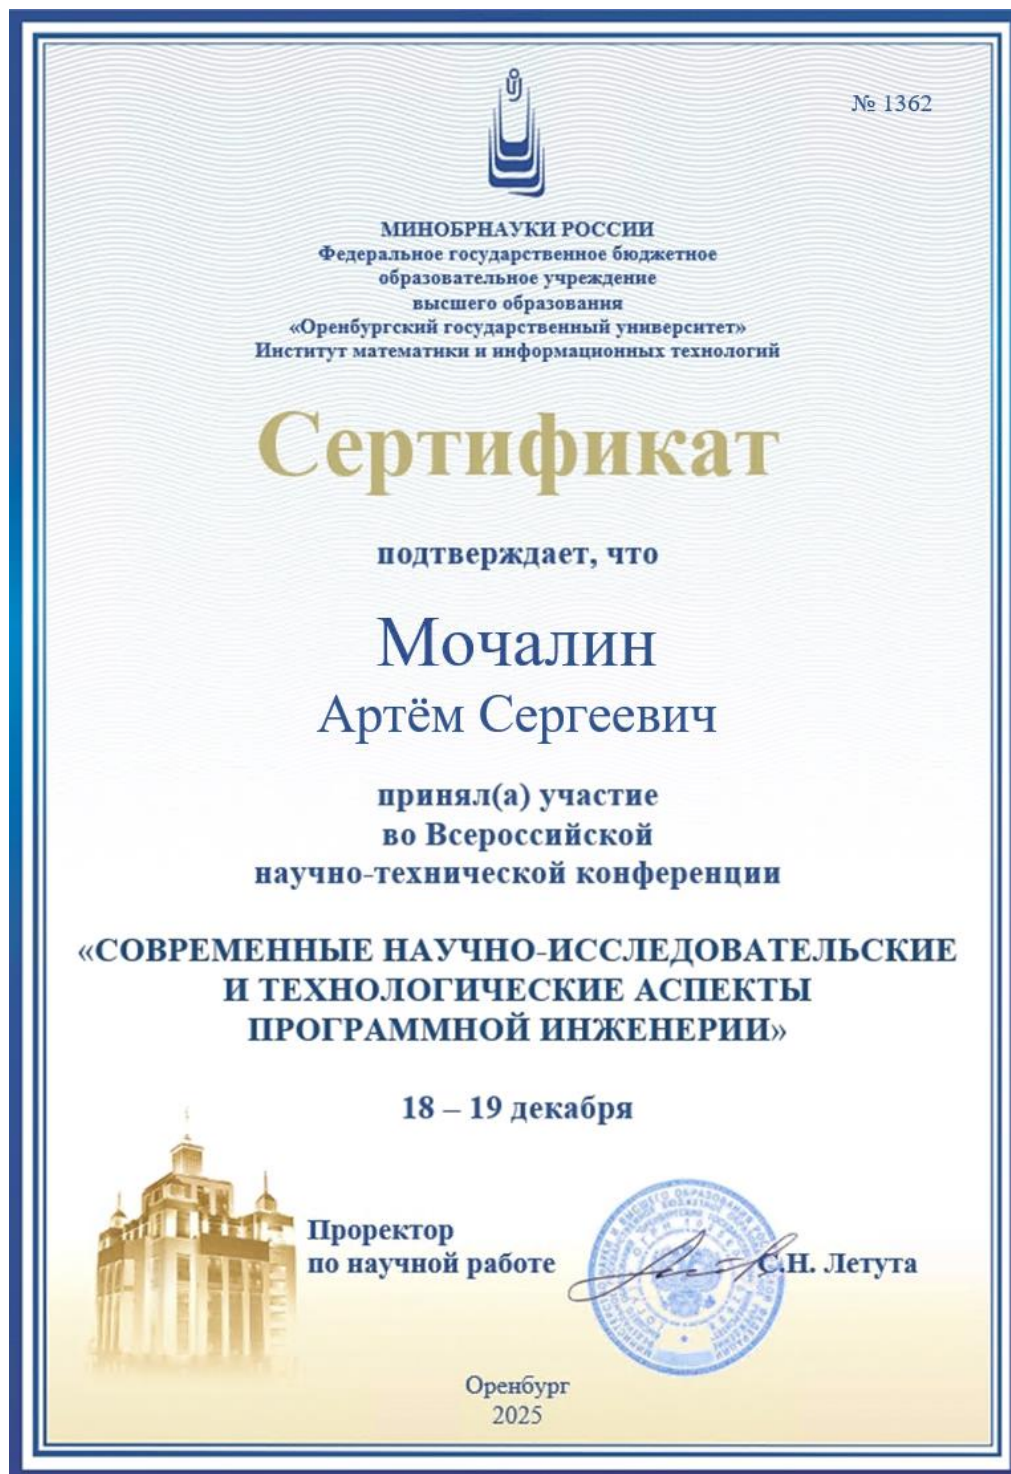 № 1362
МИНОБРНАУКИ РОССИИ
Федеральное государственное бюджетное
образовательное учреждение
высшего образования
«Оренбургский государственный университет»
Институт математики и информационных технологий
Сертификат
подтверждает, что
Мочалин
Артём Сергеевич
принял(а) участие
во Всероссийской
научно-технической конференции
«СОВРЕМЕННЫЕ НАУЧНО-ИССЛЕДОВАТЕЛЬСКИЕ
И ТЕХНОЛОГИЧЕСКИЕ АСПЕКТЫ
ПРОГРАММНОЙ ИНЖЕНЕРИИ»
18 – 19 декабря
Проректор
по научной работе
С.Н. Летута
Оренбург
2025